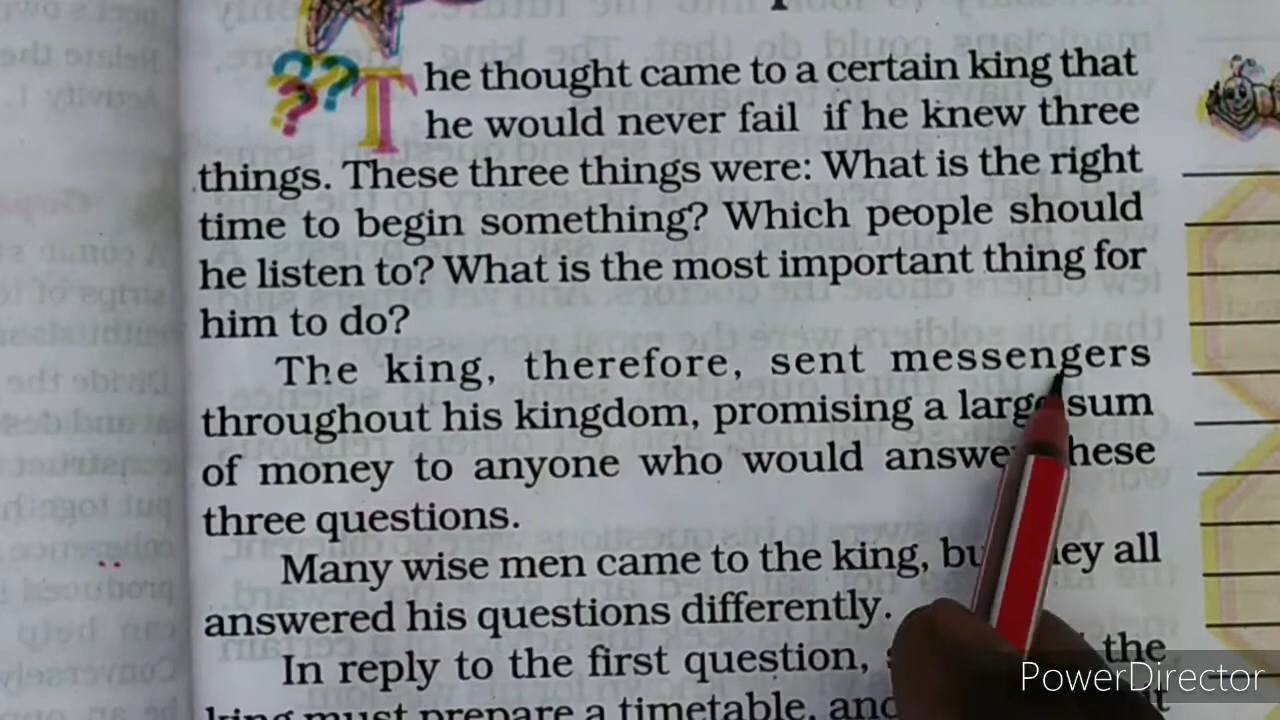 The thought came to a certain king that
he would never fail if he knew three
things. These three things were: What is the right
time to begin something? Which people should
he listen to? What is the most important thing for
him to do?
The king, therefore, sent messengers
throughout his kingdom, promising a large sum
of money to anyone who would answer these
three questions.
Many wise men came to the king, but they all
answered his questions differently.
In reply to the first question, the
king must prepare a timetable, and
PowerDirector